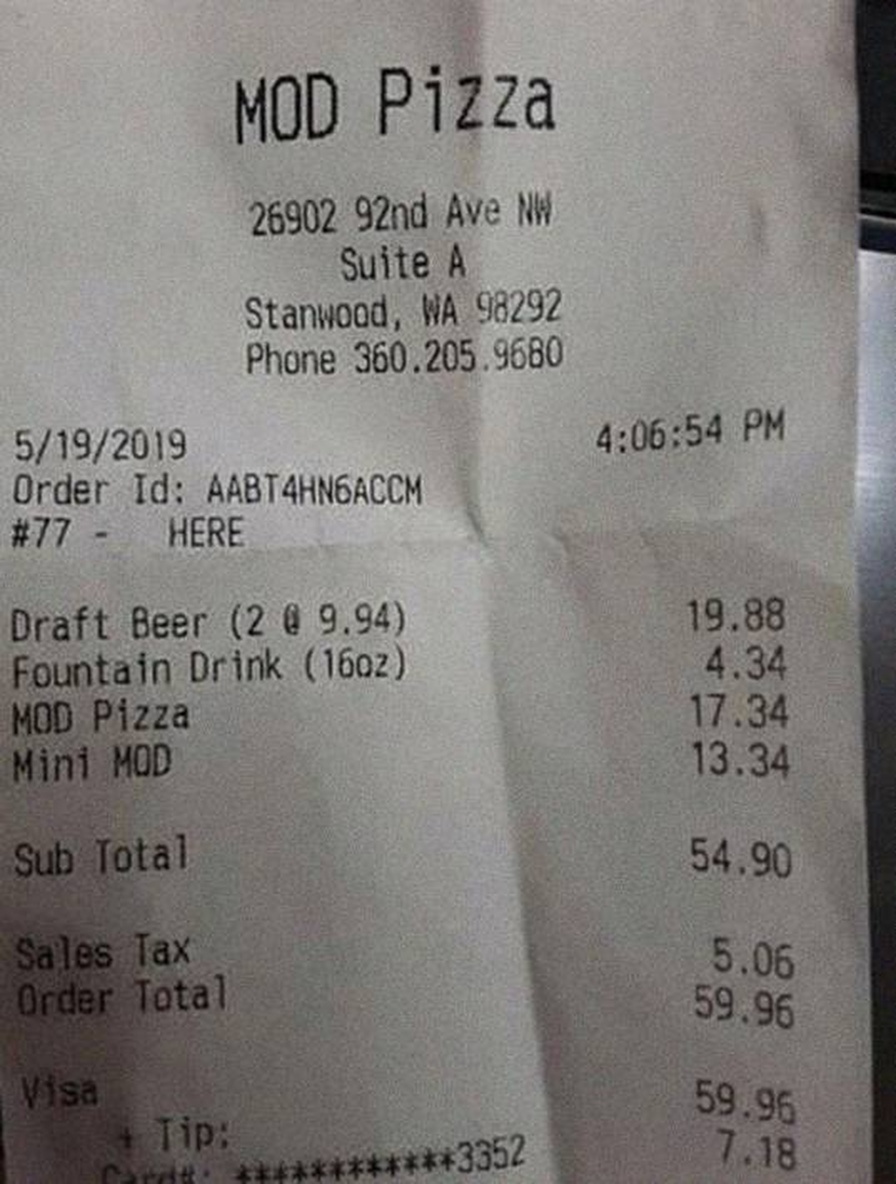 MOD Pizza
26902 92nd Ave NW
Suite A
Stanwood, WA 98292
Phone 360.205.9680
5/19/2019 4:06:54 PM
Order Id: AABT4HN6ACCM
#77 - HERE
Draft Beer (2 @ 9.94) 19.88
Fountain Drink (16oz) 4.34
MOD Pizza 17.34
Mini MOD 13.34
Sub Total 54.90
Sales Tax 5.06
Order Total 59.96
Visa 59.96
+ Tip: 7.18
Card#: ************3352